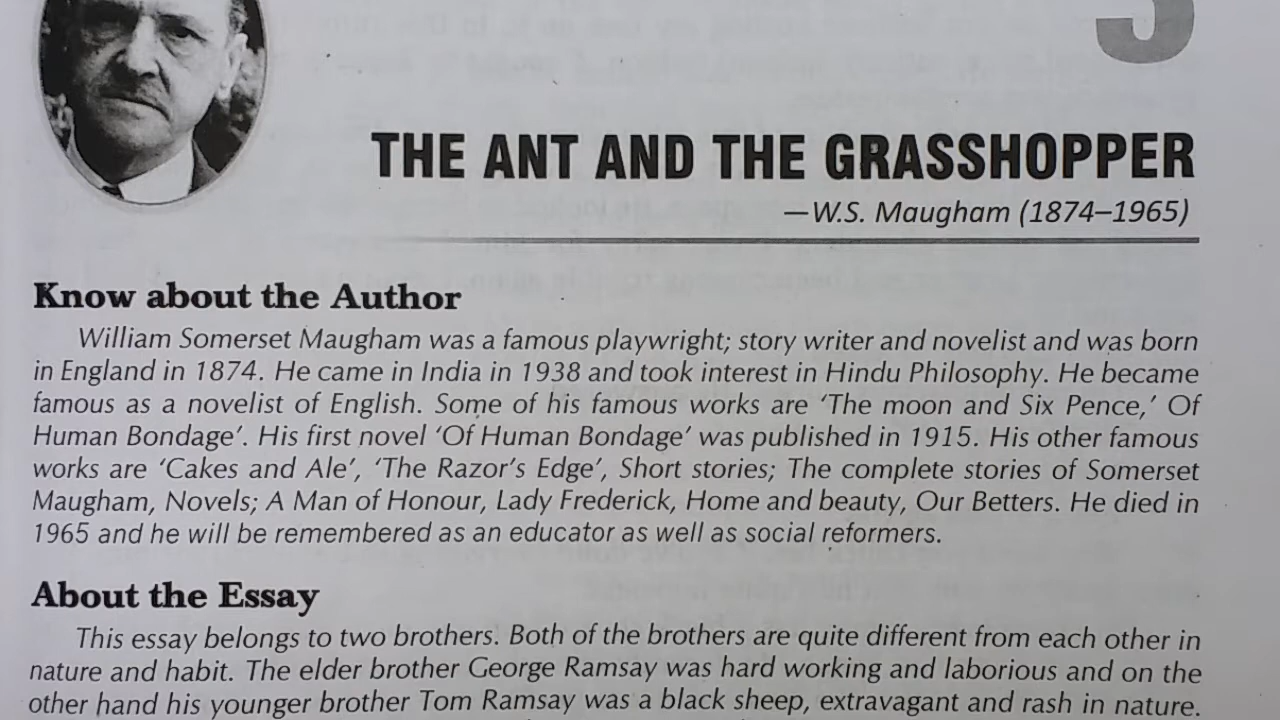 3
THE ANT AND THE GRASSHOPPER
—W.S. Maugham (1874–1965)
Know about the Author
William Somerset Maugham was a famous playwright; story writer and novelist and was born
in England in 1874. He came in India in 1938 and took interest in Hindu Philosophy. He became
famous as a novelist of English. Some of his famous works are ‘The moon and Six Pence,’ Of
Human Bondage’. His first novel ‘Of Human Bondage’ was published in 1915. His other famous
works are ‘Cakes and Ale’, ‘The Razor’s Edge’, Short stories; The complete stories of Somerset
Maugham, Novels; A Man of Honour, Lady Frederick, Home and beauty, Our Betters. He died in
1965 and he will be remembered as an educator as well as social reformers.
About the Essay
This essay belongs to two brothers. Both of the brothers are quite different from each other in
nature and habit. The elder brother George Ramsay was hard working and laborious and on the
other hand his younger brother Tom Ramsay was a black sheep, extravagant and rash in nature.